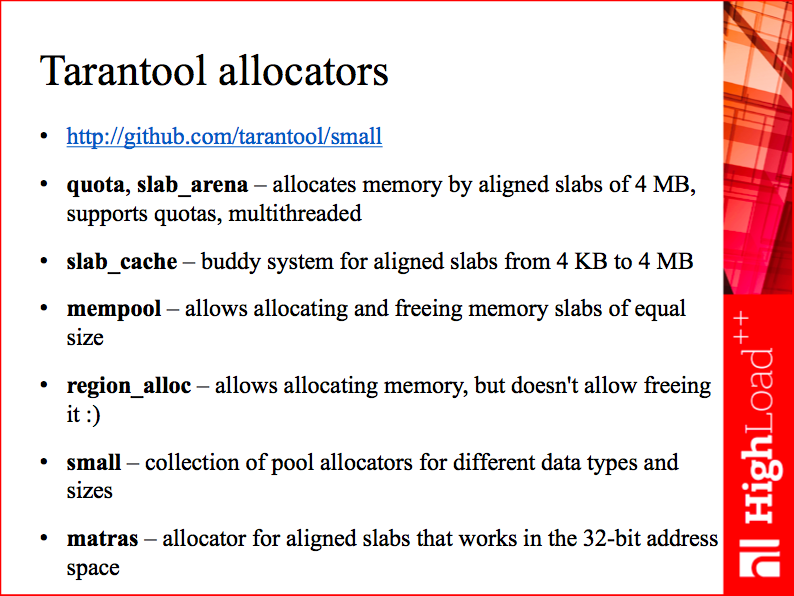 Tarantool allocators
• http://github.com/tarantool/small
• quota, slab_arena – allocates memory by aligned slabs of 4 MB,
supports quotas, multithreaded
• slab_cache – buddy system for aligned slabs from 4 KB to 4 MB
• mempool – allows allocating and freeing memory slabs of equal
size
• region_alloc – allows allocating memory, but doesn't allow freeing
it :)
• small – collection of pool allocators for different data types and
sizes
• matras – allocator for aligned slabs that works in the 32-bit address
space
HighLoad++